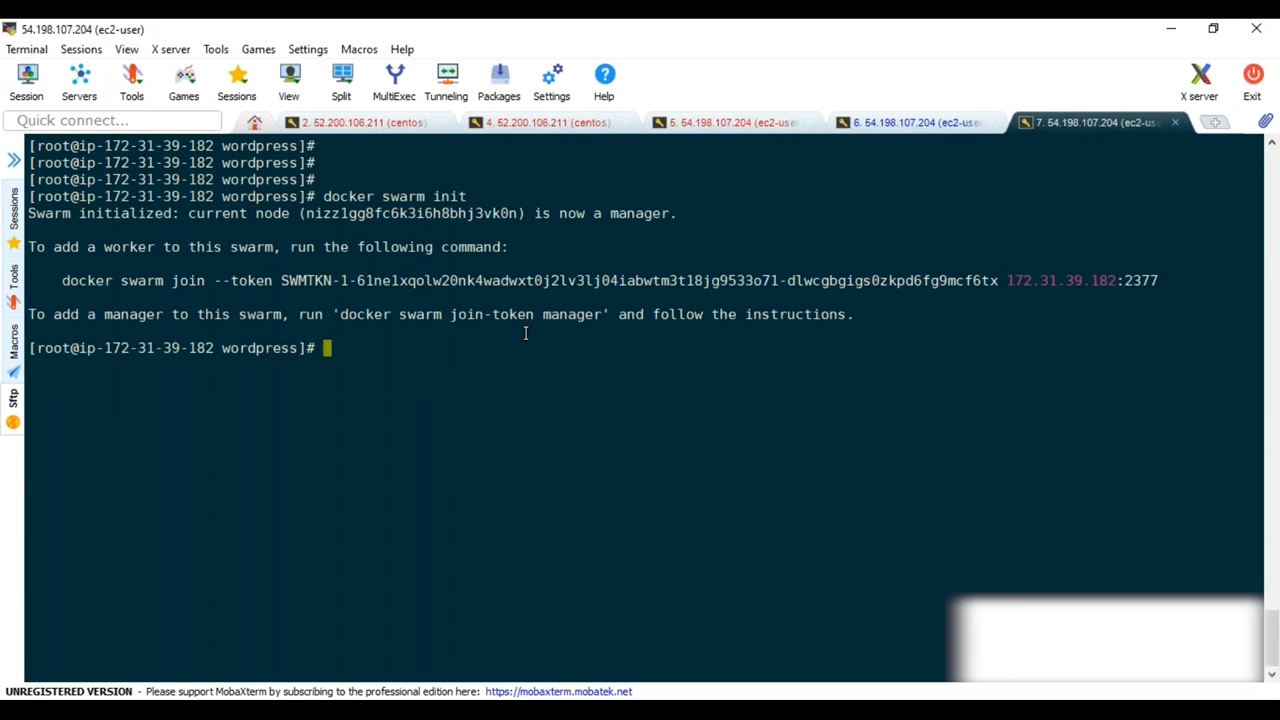 54.198.107.204 (ec2-user)
Terminal Sessions View X server Tools Games Settings Macros Help
Session Servers Tools Games Sessions View Split MultiExec Tunneling Packages Settings Help X server Exit
Quick connect... 2. 52.200.106.211 (centos) 4. 52.200.106.211 (centos) 5. 54.198.107.204 (ec2-use 6. 54.198.107.204 (ec2-use 7. 54.198.107.204 (ec2-us
[root@ip-172-31-39-182 wordpress]#
[root@ip-172-31-39-182 wordpress]#
[root@ip-172-31-39-182 wordpress]#
[root@ip-172-31-39-182 wordpress]# docker swarm init
Swarm initialized: current node (nizz1gg8fc6k3i6h8bhj3vk0n) is now a manager.
To add a worker to this swarm, run the following command:
docker swarm join --token SWMTKN-1-61ne1xqolw20nk4wadwxt0j2lv3lj04iabwtm3t18jg9533o71-dlwcgbgigs0zkpd6fg9mcf6tx 172.31.39.182:2377
To add a manager to this swarm, run 'docker swarm join-token manager' and follow the instructions.
[root@ip-172-31-39-182 wordpress]#
Sessions
Tools
Macros
Sftp
UNREGISTERED VERSION - Please support MobaXterm by subscribing to the professional edition here: https://mobaxterm.mobatek.net